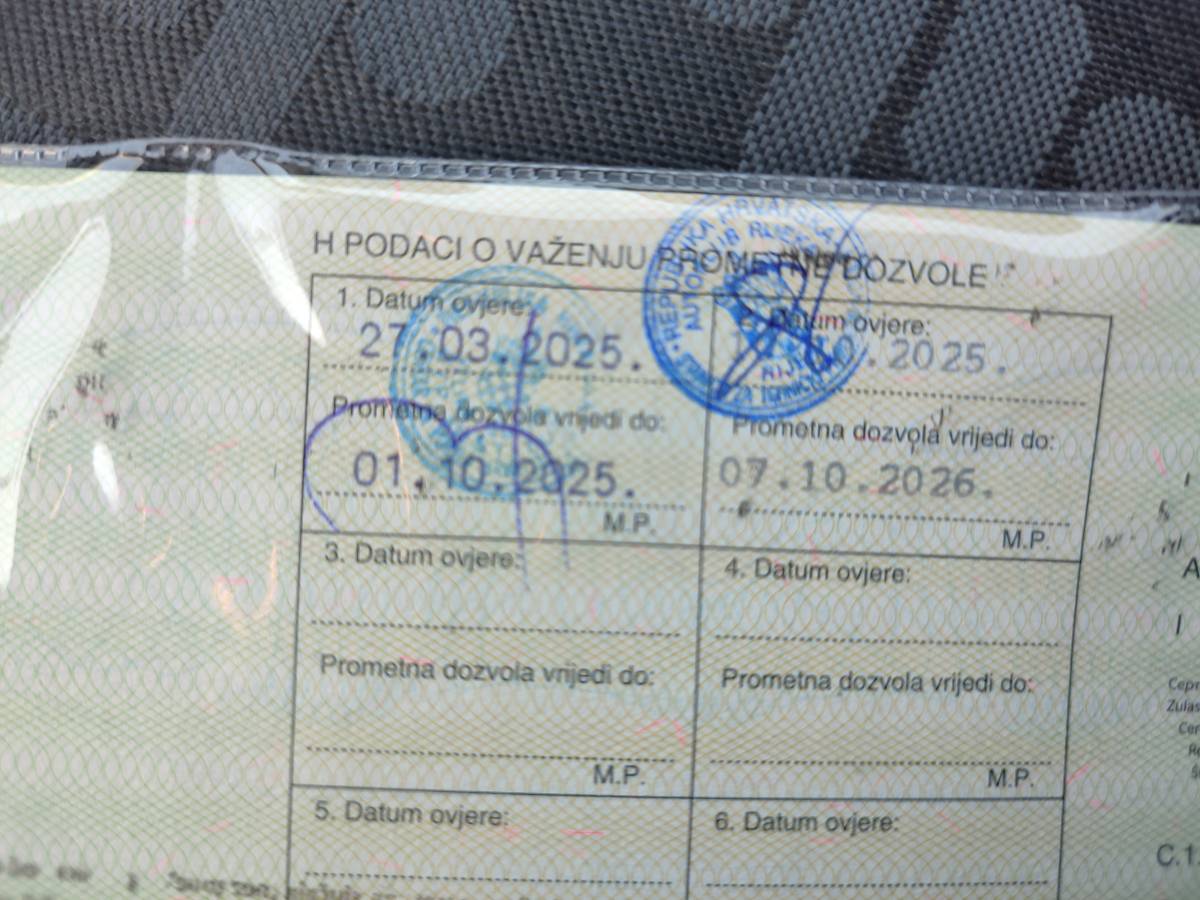 H PODACI O VAŽENJU PROMETNE DOZVOLE
1. Datum ovjere:
27.03.2025.
Prometna dozvola vrijedi do:
01.10.2025.
M.P.
REPUBLIKA HRVATSKA
2. Datum ovjere:
.2025.
Prometna dozvola vrijedi do:
07.10.2026.
M.P.
3. Datum ovjere:
Prometna dozvola vrijedi do:
M.P.
4. Datum ovjere:
Prometna dozvola vrijedi do:
M.P.
5. Datum ovjere:
6. Datum ovjere:
A
I
C.1